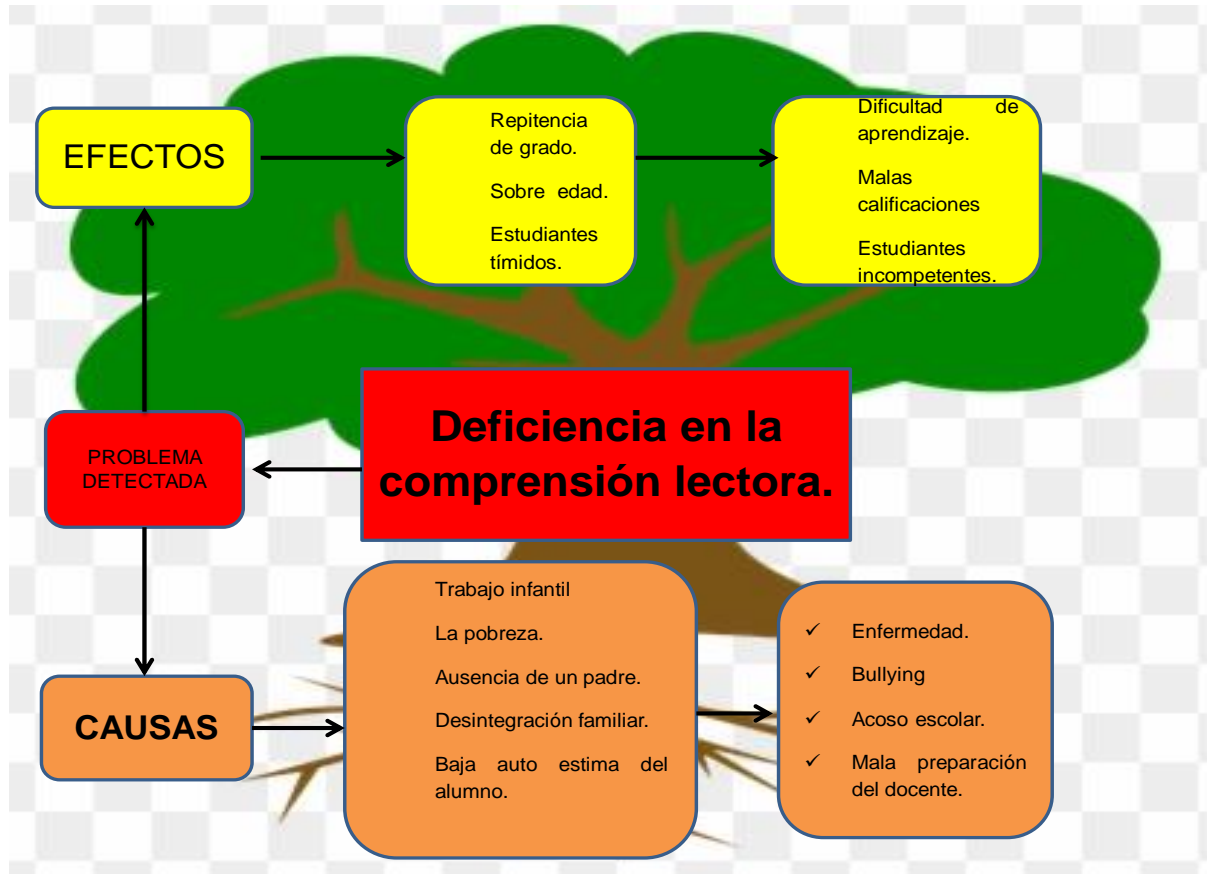 EFECTOS
Repitencia
de grado.
Sobre edad.
Estudiantes
tímidos.
Dificultad de
aprendizaje.
Malas
calificaciones
Estudiantes
incompetentes.
Deficiencia en la
comprensión lectora.
PROBLEMA
DETECTADA
CAUSAS
Trabajo infantil
La pobreza.
Ausencia de un padre.
Desintegración familiar.
Baja auto estima del
alumno.
✓ Enfermedad.
✓ Bullying
✓ Acoso escolar.
✓ Mala preparación
del docente.